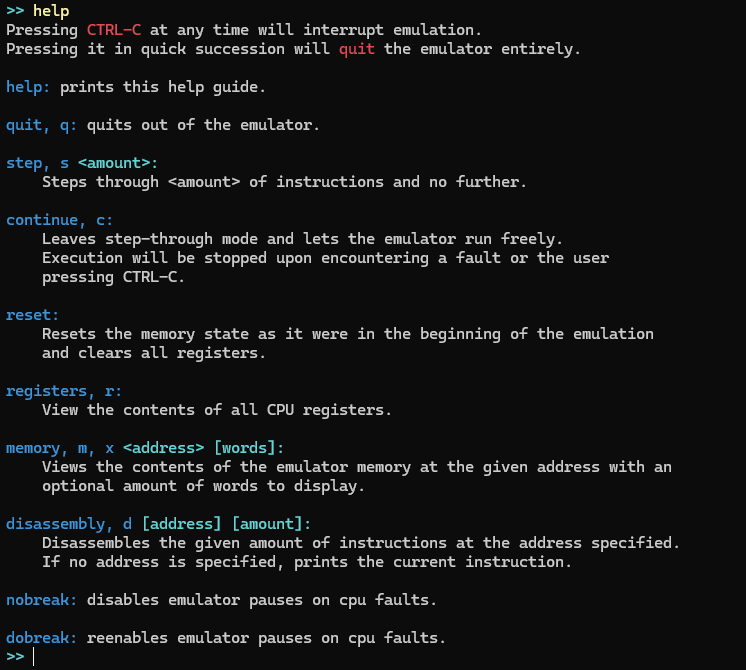 >> help
Pressing CTRL-C at any time will interrupt emulation.
Pressing it in quick succession will quit the emulator entirely.
help: prints this help guide.
quit, q: quits out of the emulator.
step, s <amount>:
Steps through <amount> of instructions and no further.
continue, c:
Leaves step-through mode and lets the emulator run freely.
Execution will be stopped upon encountering a fault or the user
pressing CTRL-C.
reset:
Resets the memory state as it were in the beginning of the emulation
and clears all registers.
registers, r:
View the contents of all CPU registers.
memory, m, x <address> [words]:
Views the contents of the emulator memory at the given address with an
optional amount of words to display.
disassembly, d [address] [amount]:
Disassembles the given amount of instructions at the address specified.
If no address is specified, prints the current instruction.
nobreak: disables emulator pauses on cpu faults.
dobreak: reenables emulator pauses on cpu faults.
>>